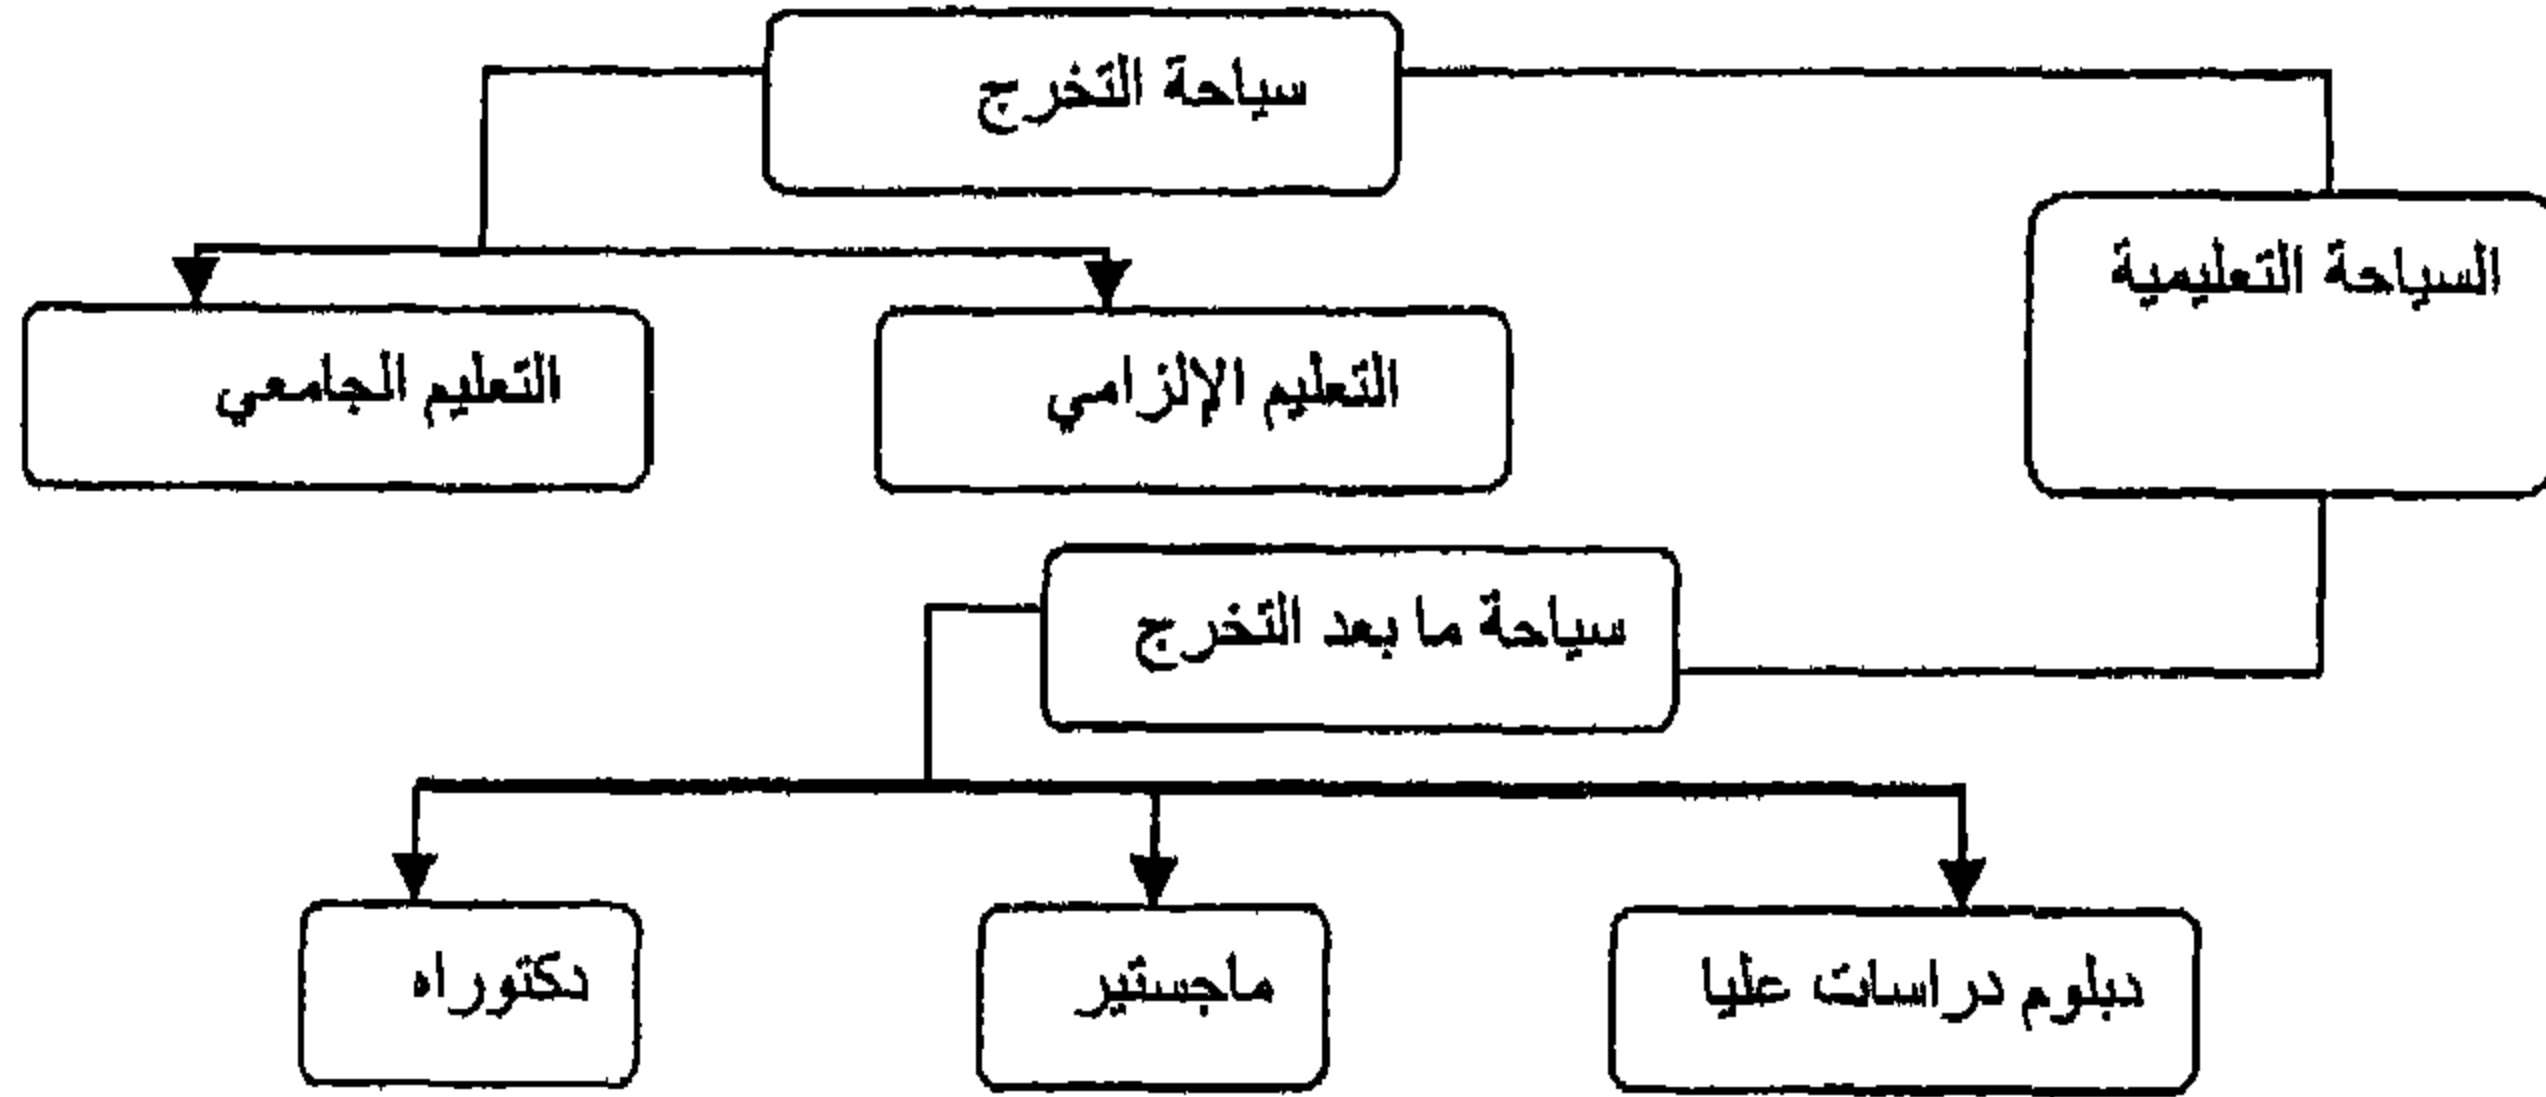 سياحة التخرج
السياحة التعليمية
التعليم الإلزامي
التعليم الجامعي
سياحة ما بعد التخرج
دبلوم دراسات عليا
ماجستير
دكتوراه